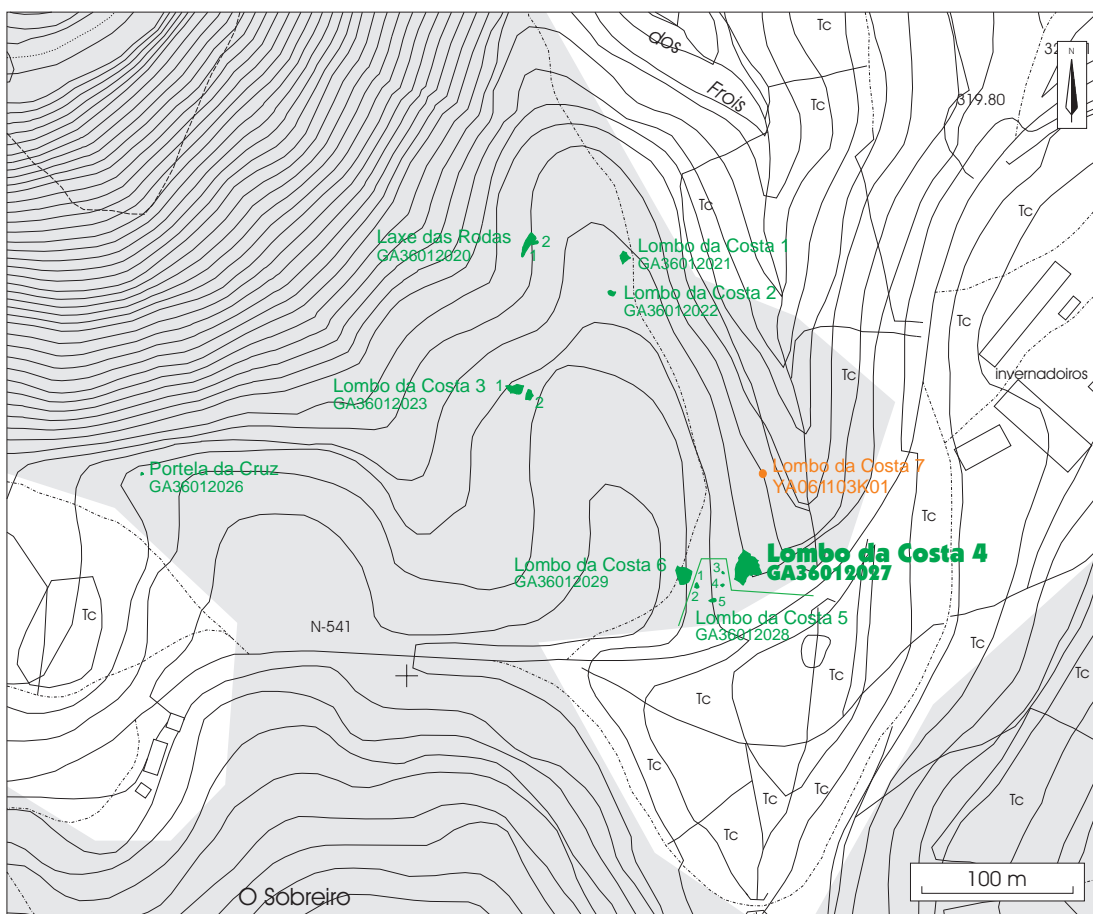 Tc
dos
Frois
N
319.80
Tc
Tc
Tc
Laxe das Rodas
GA36012020
2
1
Lombo da Costa 1
GA36012021
Lombo da Costa 2
GA36012022
Tc
Tc
invernadoiros
Lombo da Costa 3
GA36012023
1
2
Portela da Cruz
GA36012026
Lombo da Costa 7
YA061103K01
Tc
Tc
Lombo da Costa 4
GA36012027
Lombo da Costa 6
GA36012029
1
2
3
4
5
Lombo da Costa 5
GA36012028
Tc
N-541
Tc
Tc
Tc
Tc
Tc
Tc
Tc
Tc
O Sobreiro
100 m